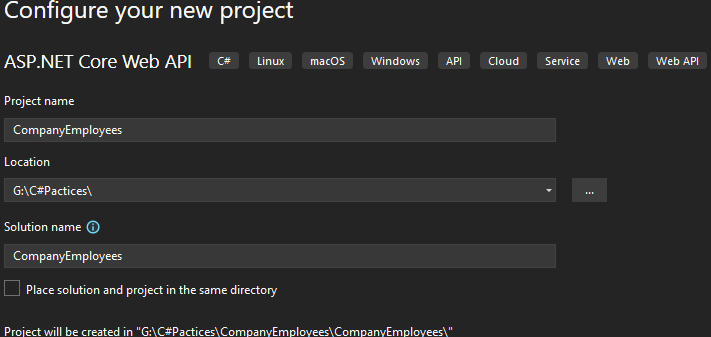 Configure your new project
ASP.NET Core Web API C# Linux macOS Windows API Cloud Service Web Web API
Project name
CompanyEmployees
Location
G:\C#Pactices\
...
Solution name
CompanyEmployees
Place solution and project in the same directory
Project will be created in "G:\C#Pactices\CompanyEmployees\CompanyEmployees\"